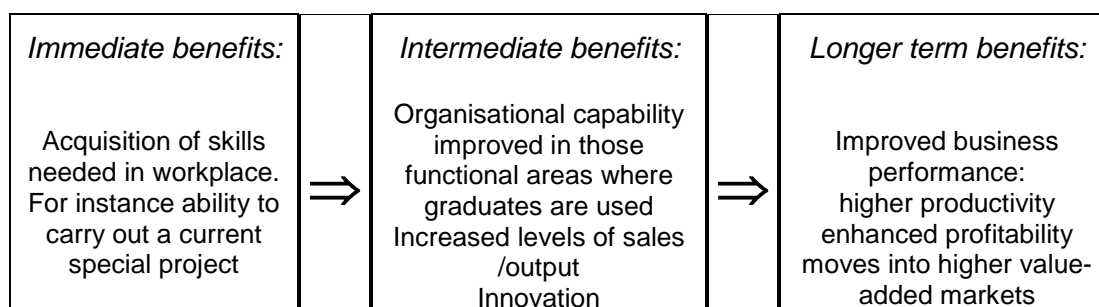 Immediate benefits:
Acquisition of skills
needed in workplace.
For instance ability to
carry out a current
special project
⇒
Intermediate benefits:
Organisational capability
improved in those
functional areas where
graduates are used
Increased levels of sales
/output
Innovation
⇒
Longer term benefits:
Improved business
performance:
higher productivity
enhanced profitability
moves into higher value-
added markets